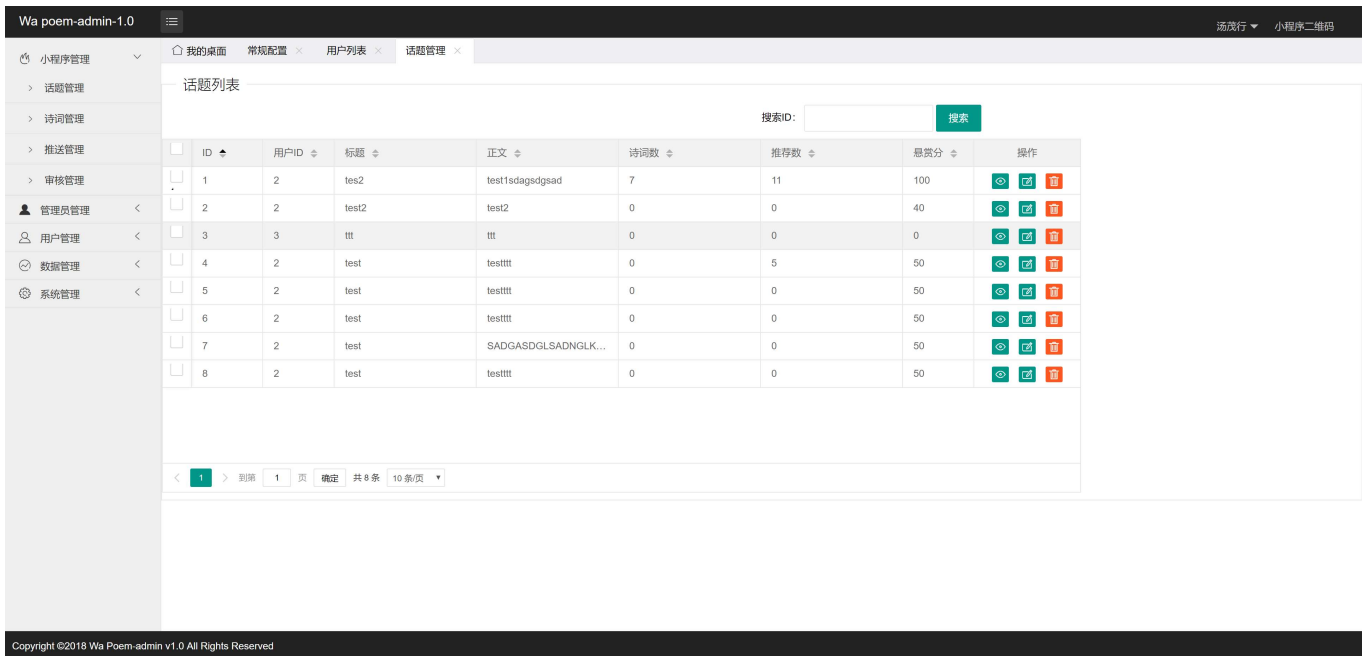 Wa poem-admin-1.0
汤茂行 小程序二维码
小程序管理
话题管理
诗词管理
推送管理
审核管理
管理员管理
用户管理
数据管理
系统管理
我的桌面 常规配置 用户列表 话题管理
话题列表
搜索ID: 搜索
ID 用户ID 标题 正文 诗词数 推荐数 悬赏分 操作
1 2 tes2 test1sdagsdgsad 7 11 100
2 2 test2 test2 0 0 40
3 3 ttt ttt 0 0 0
4 2 test testttt 0 5 50
5 2 test testttt 0 0 50
6 2 test testttt 0 0 50
7 2 test SADGASDGLSADNGLK... 0 0 50
8 2 test testttt 0 0 50
1 到第 1 页 确定 共 8 条 10 条/页
Copyright ©2018 Wa Poem-admin v1.0 All Rights Reserved